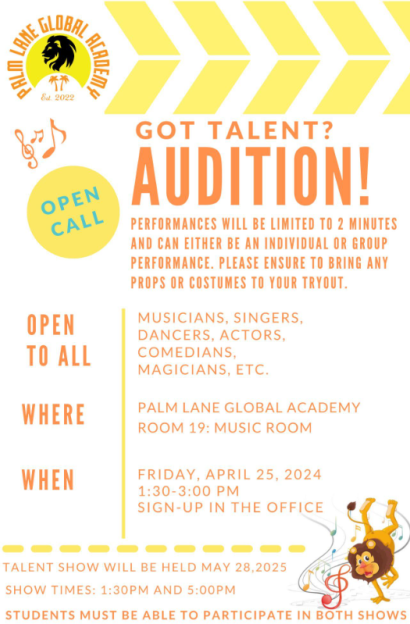 PALM LANE GLOBAL ACADEMY
Est. 2022
GOT TALENT?
AUDITION!
OPEN
CALL
PERFORMANCES WILL BE LIMITED TO 2 MINUTES
AND CAN EITHER BE AN INDIVIDUAL OR GROUP
PERFORMANCE. PLEASE ENSURE TO BRING ANY
PROPS OR COSTUMES TO YOUR TRYOUT.
OPEN
TO ALL
MUSICIANS, SINGERS,
DANCERS, ACTORS,
COMEDIANS,
MAGICIANS, ETC.
WHERE
PALM LANE GLOBAL ACADEMY
ROOM 19: MUSIC ROOM
WHEN
FRIDAY, APRIL 25, 2024
1:30-3:00 PM
SIGN-UP IN THE OFFICE
TALENT SHOW WILL BE HELD MAY 28,2025
SHOW TIMES: 1:30PM AND 5:00PM
STUDENTS MUST BE ABLE TO PARTICIPATE IN BOTH SHOWS